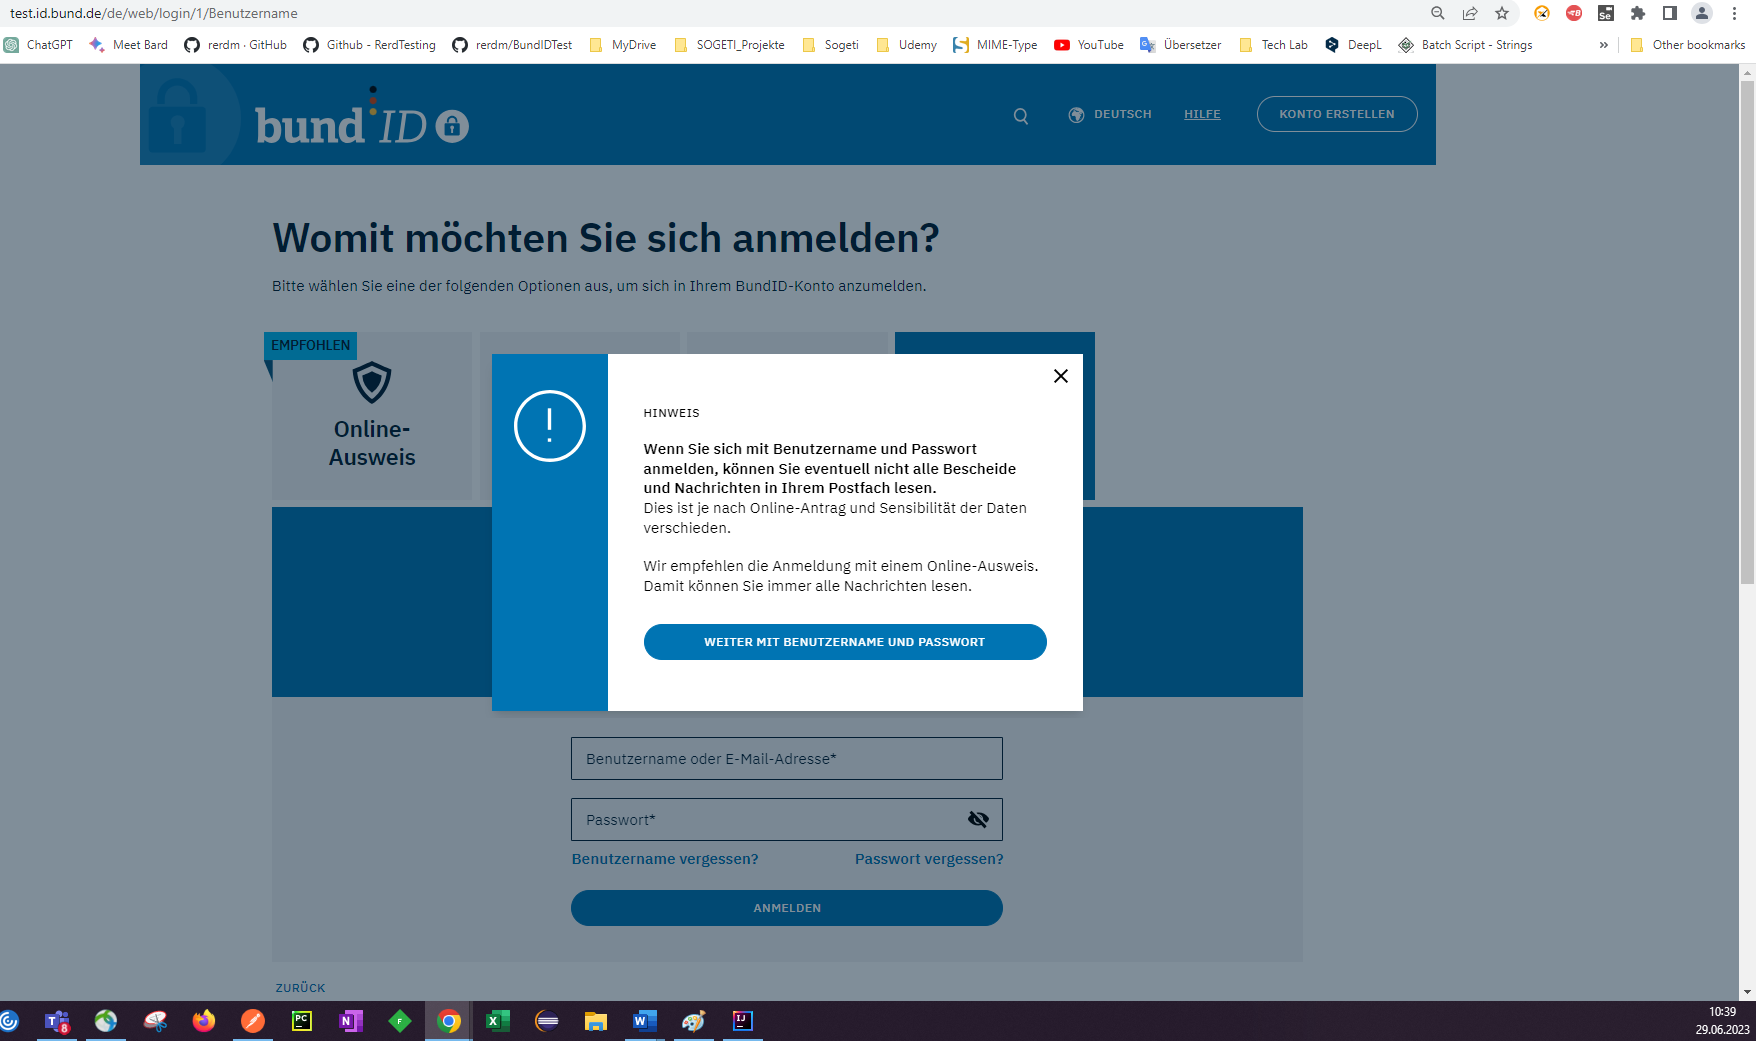 test.id.bund.de/de/web/login/1/Benutzername
ChatGPT
Meet Bard
rerdm · GitHub
Github - RerdTesting
rerdm/BundIDTest
MyDrive
SOGETI_Projekte
Sogeti
Udemy
MIME-Type
YouTube
Übersetzer
Tech Lab
DeepL
Batch Script - Strings
»
Other bookmarks
bund ID
DEUTSCH
HILFE
KONTO ERSTELLEN
Womit möchten Sie sich anmelden?
Bitte wählen Sie eine der folgenden Optionen aus, um sich in Ihrem BundID-Konto anzumelden.
EMPFOHLEN
Online-
Ausweis
HINWEIS
Wenn Sie sich mit Benutzername und Passwort
anmelden, können Sie eventuell nicht alle Bescheide
und Nachrichten in Ihrem Postfach lesen.
Dies ist je nach Online-Antrag und Sensibilität der Daten
verschieden.
Wir empfehlen die Anmeldung mit einem Online-Ausweis.
Damit können Sie immer alle Nachrichten lesen.
WEITER MIT BENUTZERNAME UND PASSWORT
Benutzername oder E-Mail-Adresse*
Passwort*
Benutzername vergessen?
Passwort vergessen?
ANMELDEN
ZURÜCK
10:39
29.06.2023